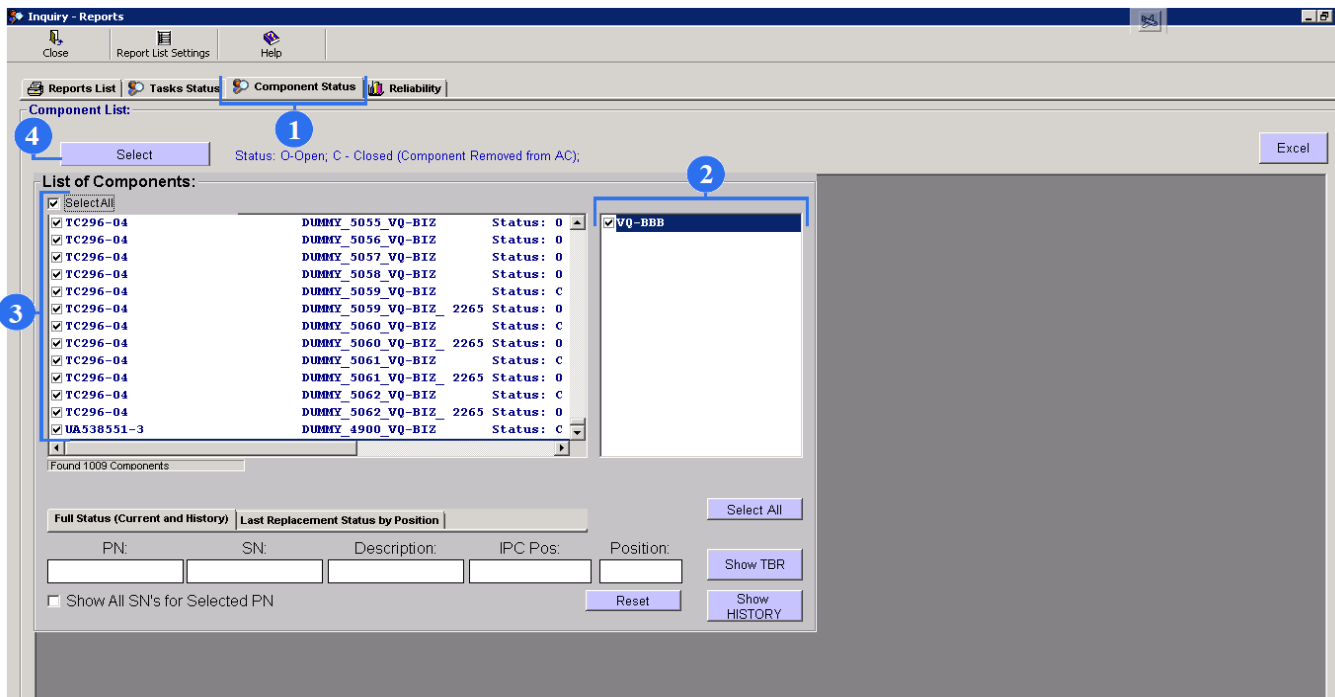 Inquiry - Reports
Close Report List Settings Help
Reports List Tasks Status Component Status Reliability
Component List:
1
4
Select Status: O-Open; C - Closed (Component Removed from AC); Excel
List of Components:
2
Select All
TC296-04 DUMMY_5055_VQ-BIZ Status: O VQ-BBB
TC296-04 DUMMY_5056_VQ-BIZ Status: O
TC296-04 DUMMY_5057_VQ-BIZ Status: O
TC296-04 DUMMY_5058_VQ-BIZ Status: O
TC296-04 DUMMY_5059_VQ-BIZ Status: C
3
TC296-04 DUMMY_5059_VQ-BIZ_ 2265 Status: O
TC296-04 DUMMY_5060_VQ-BIZ Status: C
TC296-04 DUMMY_5060_VQ-BIZ_ 2265 Status: O
TC296-04 DUMMY_5061_VQ-BIZ Status: C
TC296-04 DUMMY_5061_VQ-BIZ_ 2265 Status: O
TC296-04 DUMMY_5062_VQ-BIZ Status: C
TC296-04 DUMMY_5062_VQ-BIZ_ 2265 Status: O
UA538551-3 DUMMY_4900_VQ-BIZ Status: C
Found 1009 Components
Select All
Full Status (Current and History) Last Replacement Status by Position
PN: SN: Description: IPC Pos: Position:
Show TBR
Show All SN's for Selected PN Reset Show
HISTORY